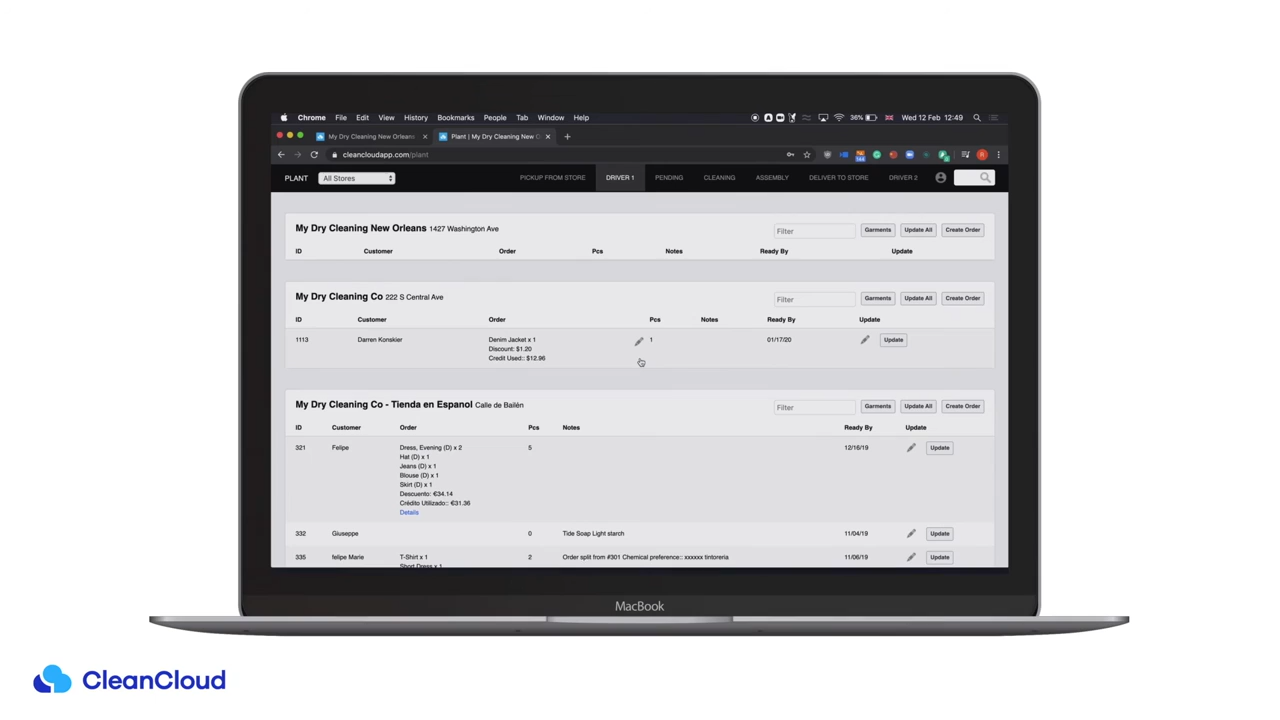 Chrome File Edit View History Bookmarks People Tab Window Help 36% Wed 12 Feb 12:49
My Dry Cleaning New Orleans Plant | My Dry Cleaning New
cleancloudapp.com/plant
PLANT All Stores PICKUP FROM STORE DRIVER 1 PENDING CLEANING ASSEMBLY DELIVER TO STORE DRIVER 2
My Dry Cleaning New Orleans 1427 Washington Ave Filter Garments Update All Create Order
ID Customer Order Pcs Notes Ready By Update
My Dry Cleaning Co 222 S Central Ave Filter Garments Update All Create Order
ID Customer Order Pcs Notes Ready By Update
1113 Darren Konskier Denim Jacket x 1 1 01/17/20 Update
Discount: $1.20
Credit Used:: $12.96
My Dry Cleaning Co - Tienda en Espanol Calle de Bailén Filter Garments Update All Create Order
ID Customer Order Pcs Notes Ready By Update
321 Felipe Dress, Evening (D) x 2 5 12/16/19 Update
Hat (D) x 1
Jeans (D) x 1
Blouse (D) x 1
Skirt (D) x 1
Descuento: €34.14
Crédito Utilizado:: €31.36
Details
332 Giuseppe 0 Tide Soap Light starch 11/04/19 Update
335 felipe Marie T-Shirt x 1 2 Order split from #301 Chemical preference:: xxxxxx tintoreria 11/06/19 Update
Short Dress x 1
MacBook
CleanCloud